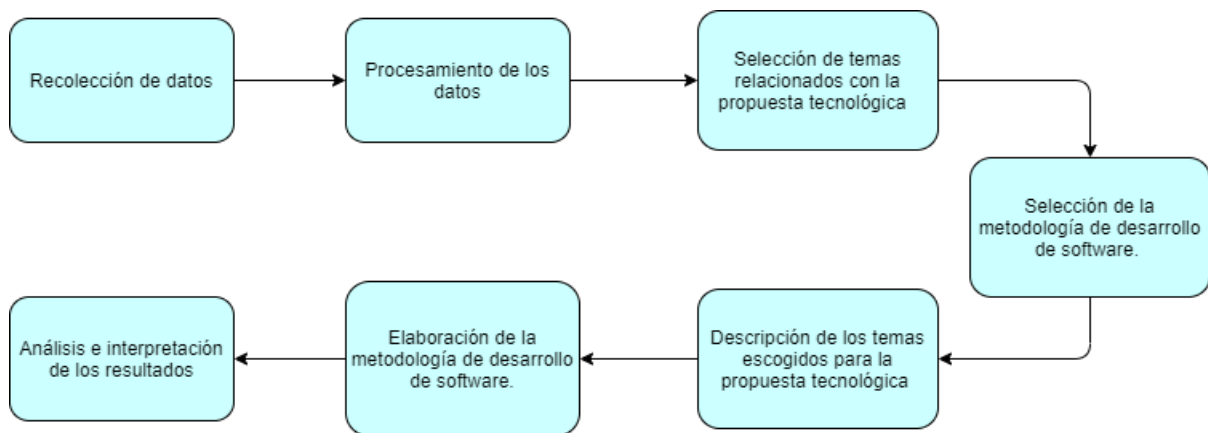 Recolección de datos
Procesamiento de los
datos
Selección de temas
relacionados con la
propuesta tecnológica
Selección de la
metodología de desarrollo
de software.
Descripción de los temas
escogidos para la
propuesta tecnológica
Elaboración de la
metodología de desarrollo
de software.
Análisis e interpretación
de los resultados